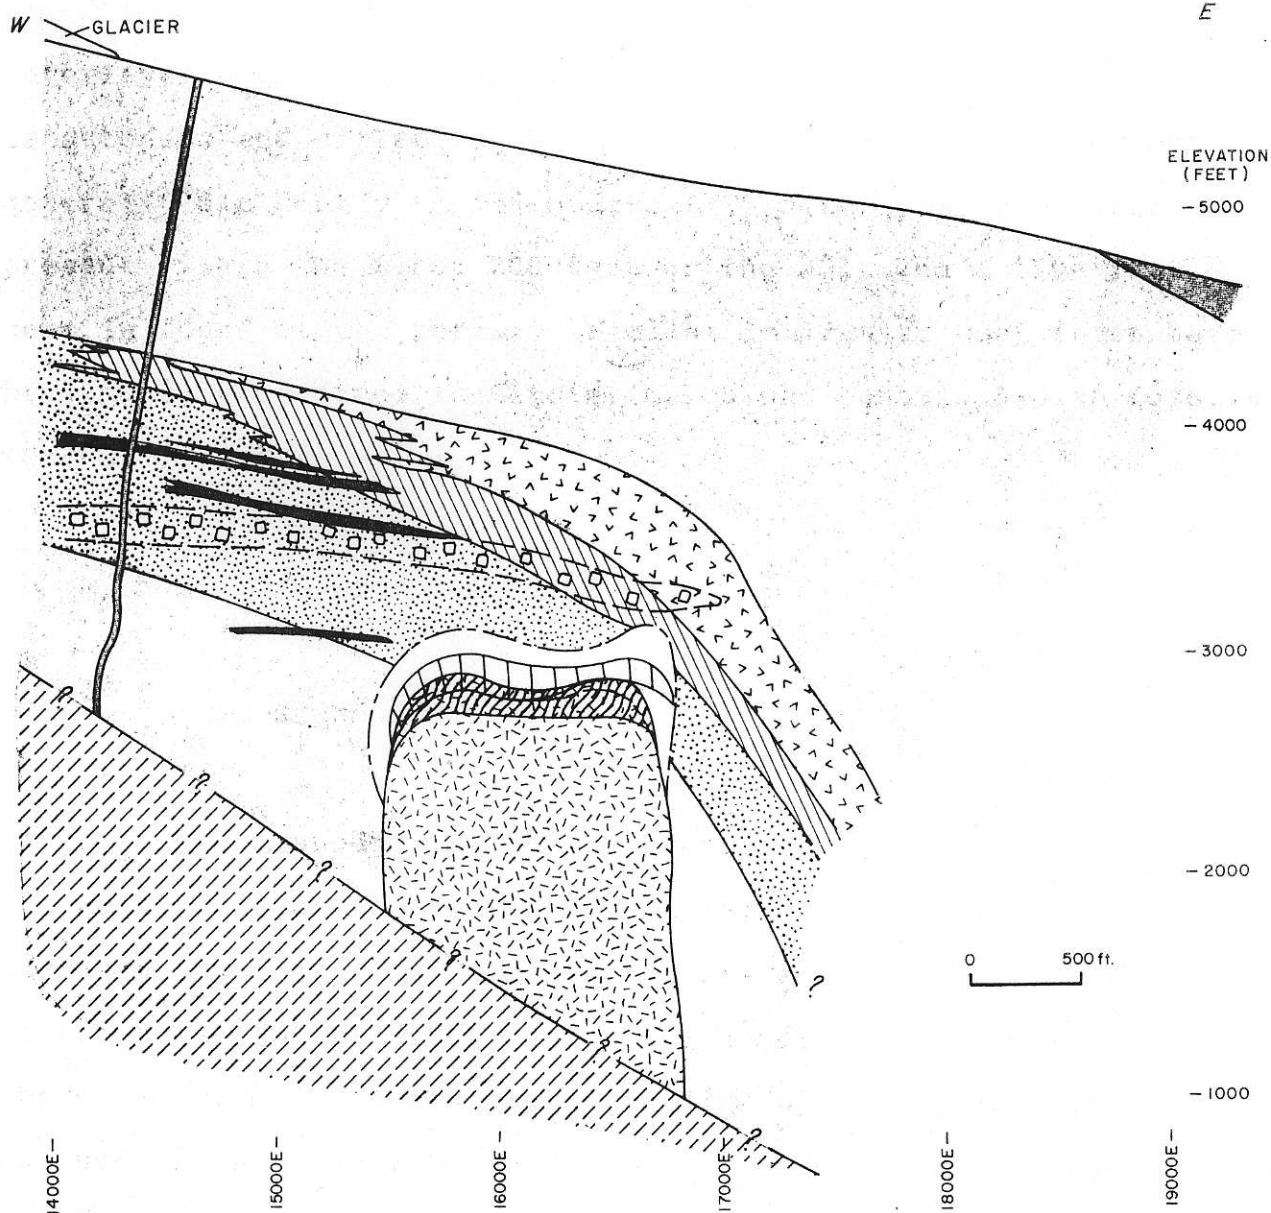 W
GLACIER
E
ELEVATION
(FEET)
- 5000
- 4000
- 3000
- 2000
- 1000
?
?
?
?
?
?
?
0 500 ft.
14000E -
15000E -
16000E -
17000E -
18000E -
19000E -